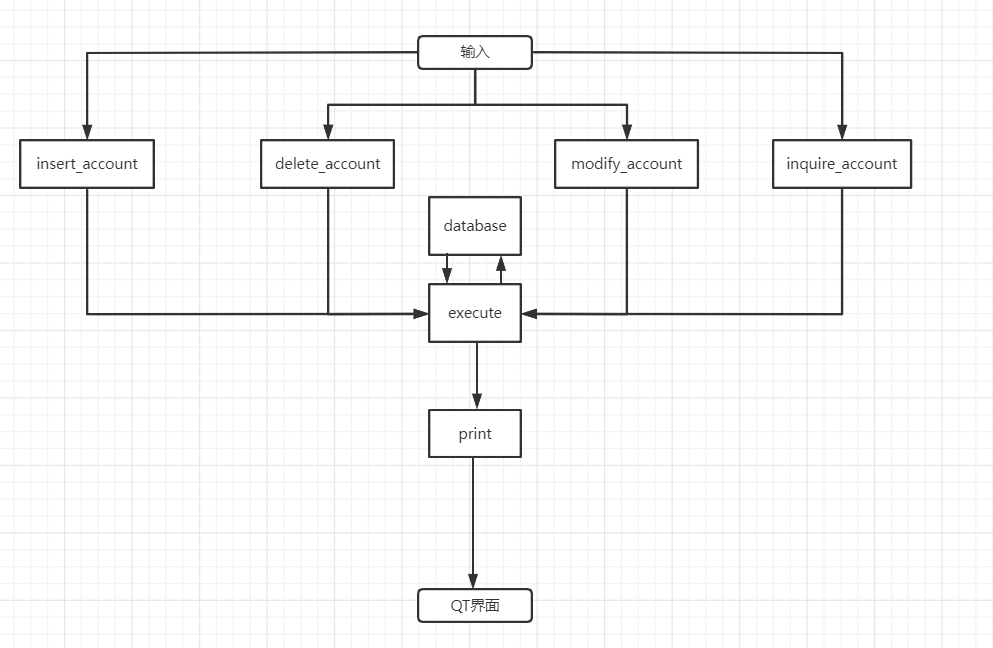 输入
insert_account
delete_account
modify_account
inquire_account
database
execute
print
QT界面